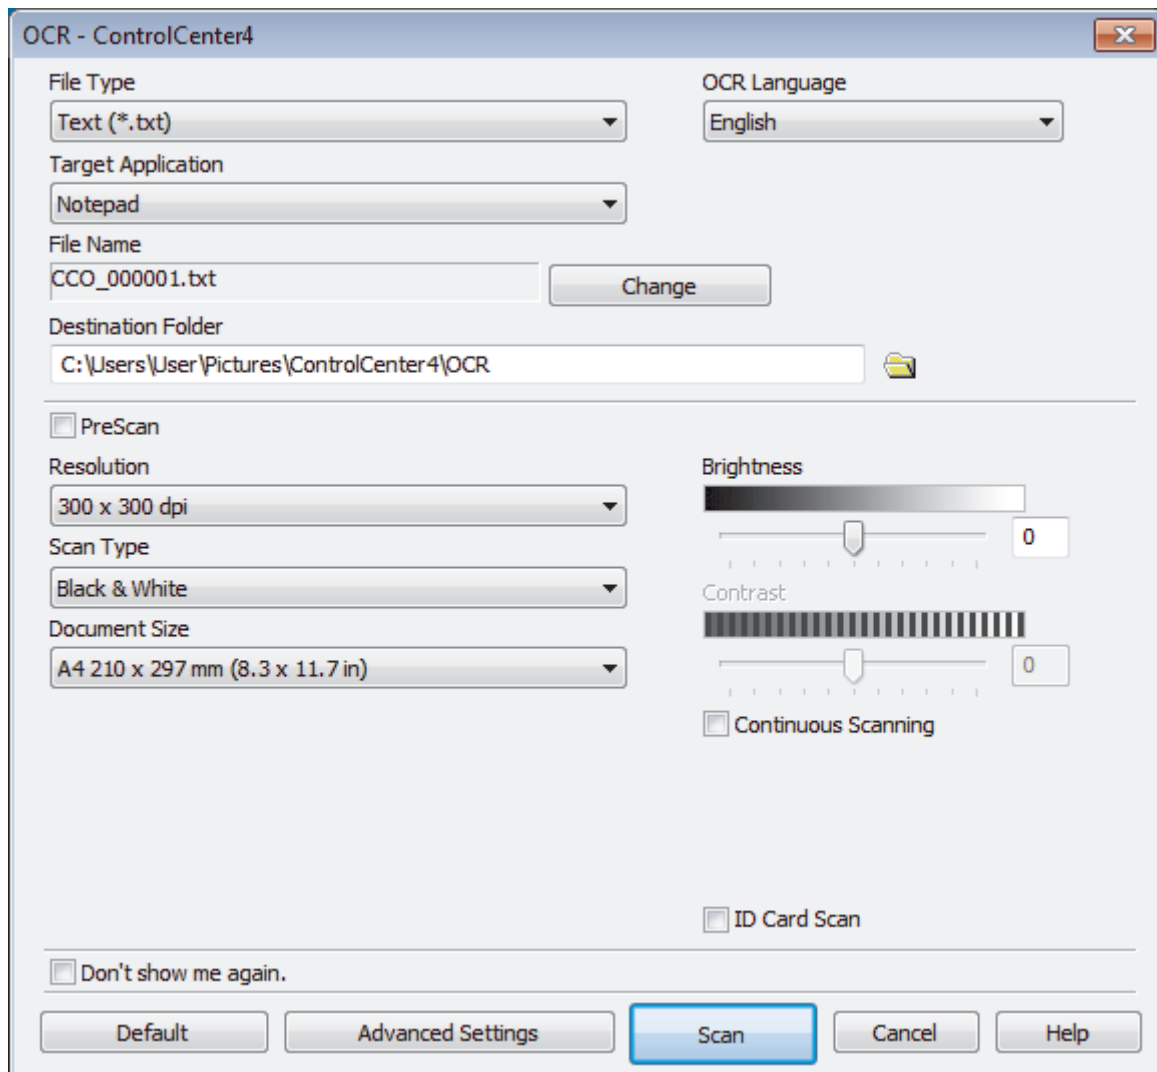 OCR - ControlCenter4
File Type
OCR Language
Text (*.txt)
English
Target Application
Notepad
File Name
CCO_000001.txt
Change
Destination Folder
C:\Users\User\Pictures\ControlCenter4\OCR
PreScan
Resolution
Brightness
300 x 300 dpi
0
Scan Type
Black & White
Contrast
Document Size
A4 210 x 297 mm (8.3 x 11.7 in)
0
Continuous Scanning
ID Card Scan
Don't show me again.
Default
Advanced Settings
Scan
Cancel
Help